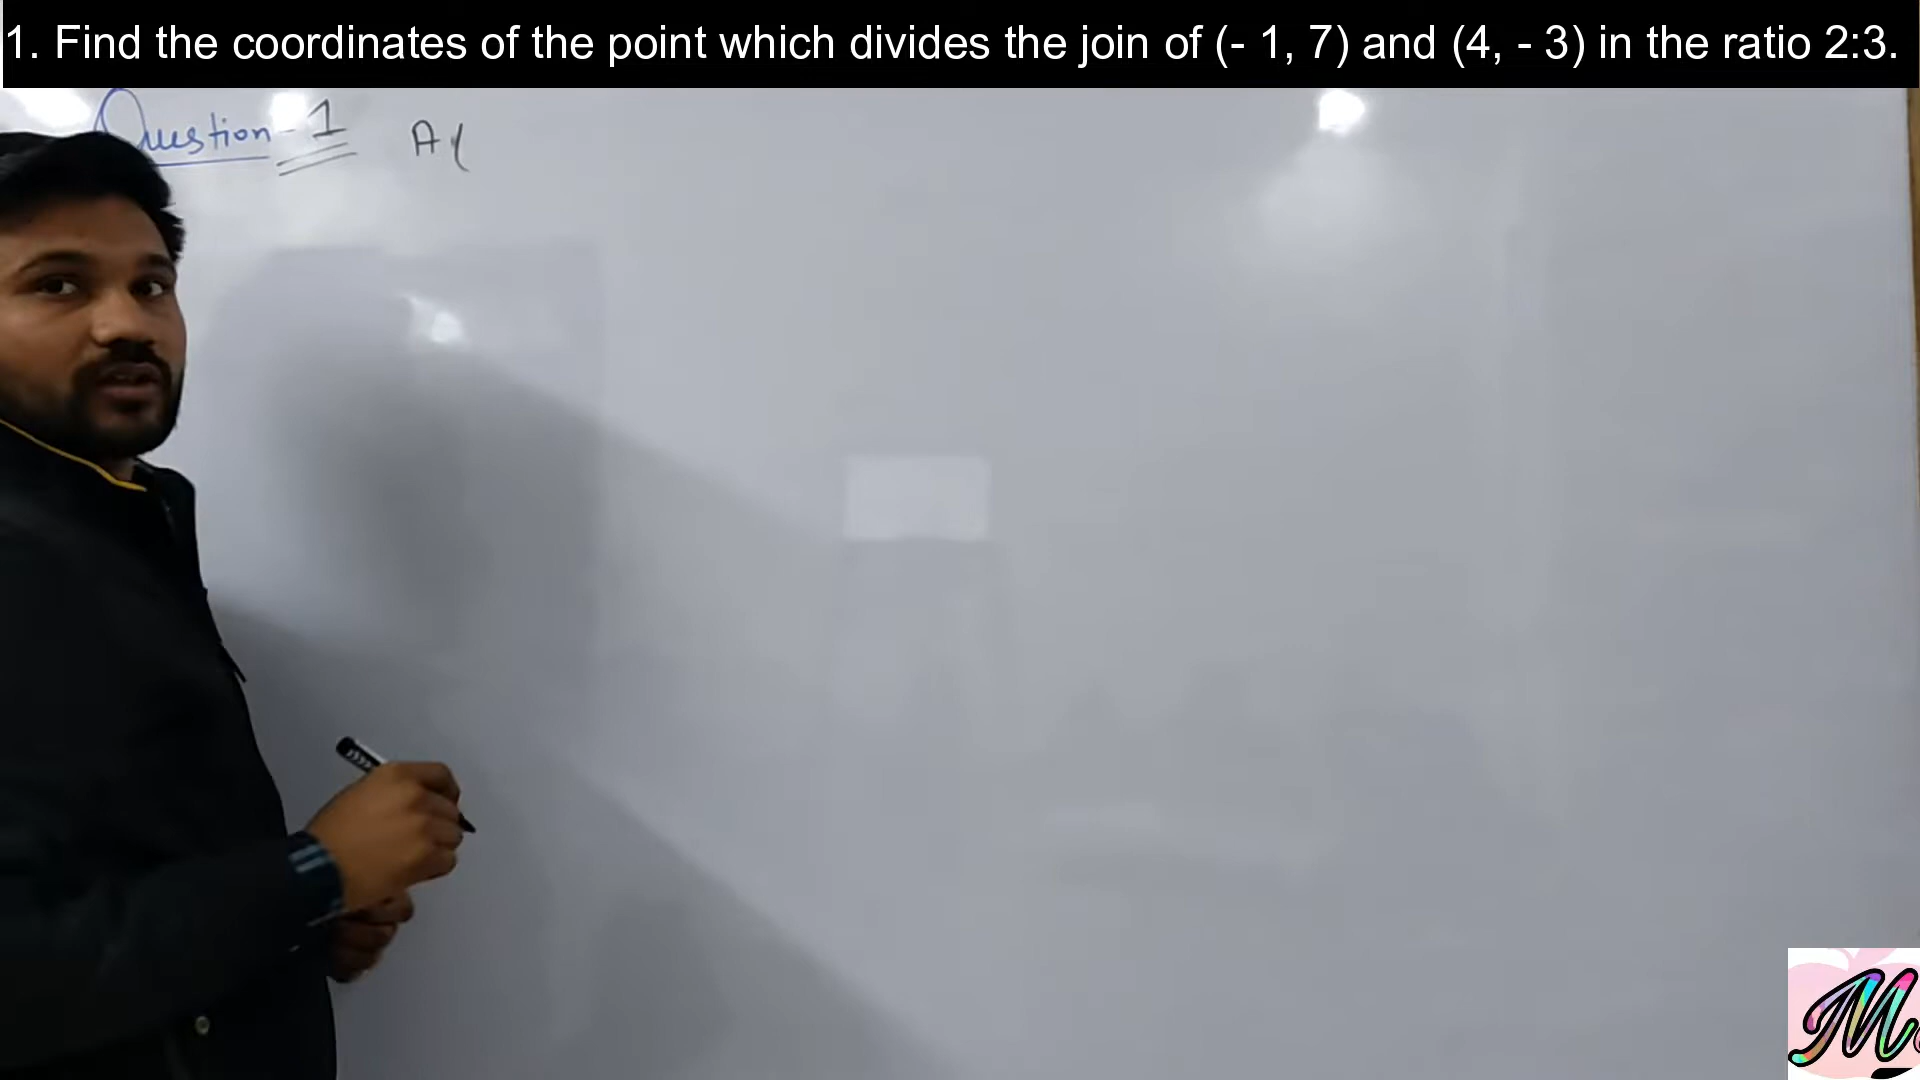 1. Find the coordinates of the point which divides the join of (- 1, 7) and (4, - 3) in the ratio 2:3.
Question - 1 A(
M